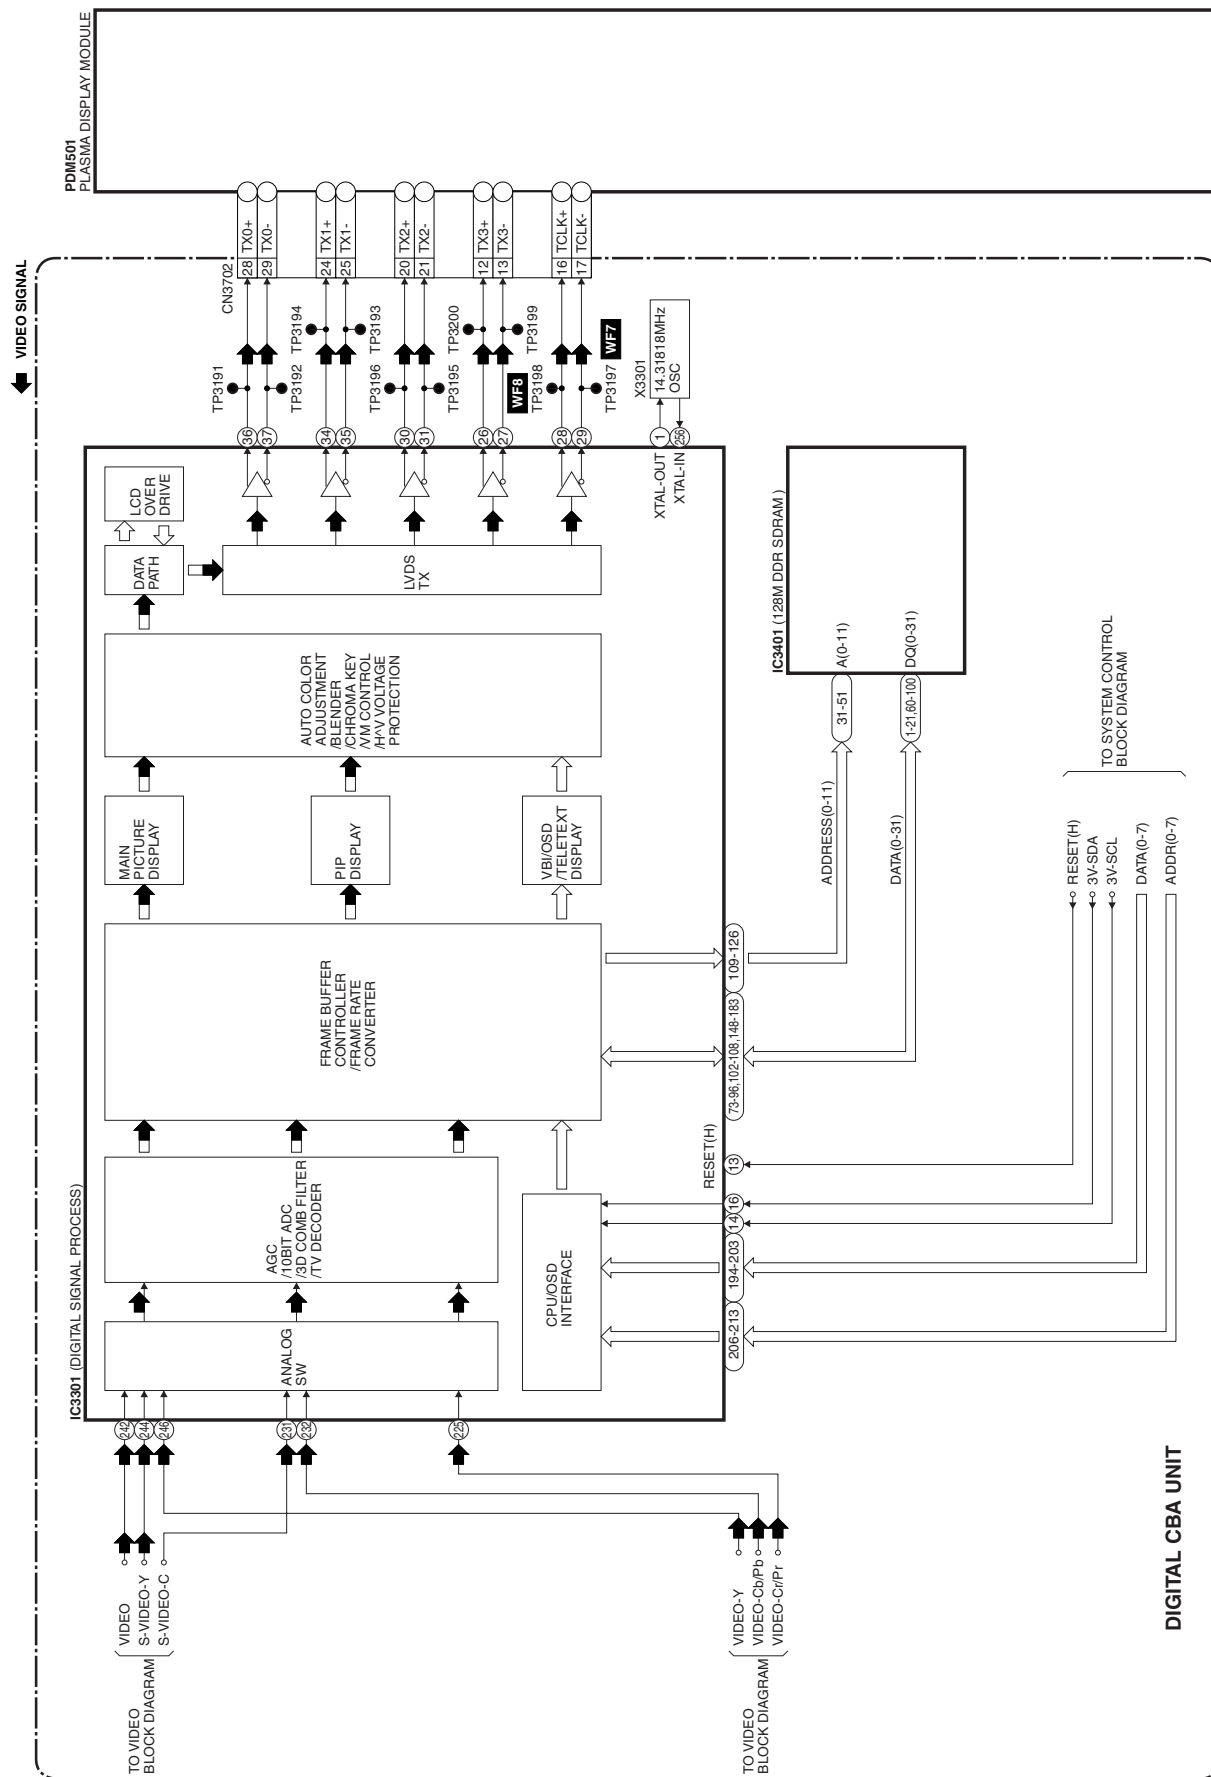 VIDEO SIGNAL
PDM501
PLASMA DISPLAY MODULE
IC3301 (DIGITAL SIGNAL PROCESS)
TO VIDEO
BLOCK DIAGRAM
VIDEO
S-VIDEO-Y
S-VIDEO-C
242
244
246
231
232
225
TO VIDEO
BLOCK DIAGRAM
VIDEO-Y
VIDEO-Cb/Pb
VIDEO-Cr/Pr
ANALOG
SW
AGC
/10BIT ADC
/3D COMB FILTER
/TV DECODER
CPU/OSD
INTERFACE
FRAME BUFFER
CONTROLLER
/FRAME RATE
CONVERTER
MAIN
PICTURE
DISPLAY
PIP
DISPLAY
VBI/OSD
/TELETEXT
DISPLAY
AUTO COLOR
ADJUSTMENT
/BLENDER
/CHROMA KEY
/VM CONTROL
/H^V VOLTAGE
PROTECTION
DATA
PATH
LCD
OVER
DRIVE
LVDS
TX
36
37
34
35
30
31
26
27
28
29
TP3191
TP3192
TP3194
TP3193
TP3196
TP3195
TP3200
TP3199
WF8
TP3198
TP3197
WF7
CN3702
28 TX0+
29 TX0-
24 TX1+
25 TX1-
20 TX2+
21 TX2-
12 TX3+
13 TX3-
16 TCLK+
17 TCLK-
XTAL-OUT
XTAL-IN
1
256
X3301
14.31818MHz
OSC
206-213
194-203
14
16
13
RESET(H)
73-96,102-108,148-183
109-126
ADDRESS(0-11)
DATA(0-31)
IC3401 (128M DDR SDRAM )
31-51
A(0-11)
1-21,60-100
DQ(0-31)
TO SYSTEM CONTROL
BLOCK DIAGRAM
RESET(H)
3V-SDA
3V-SCL
DATA(0-7)
ADDR(0-7)
DIGITAL CBA UNIT